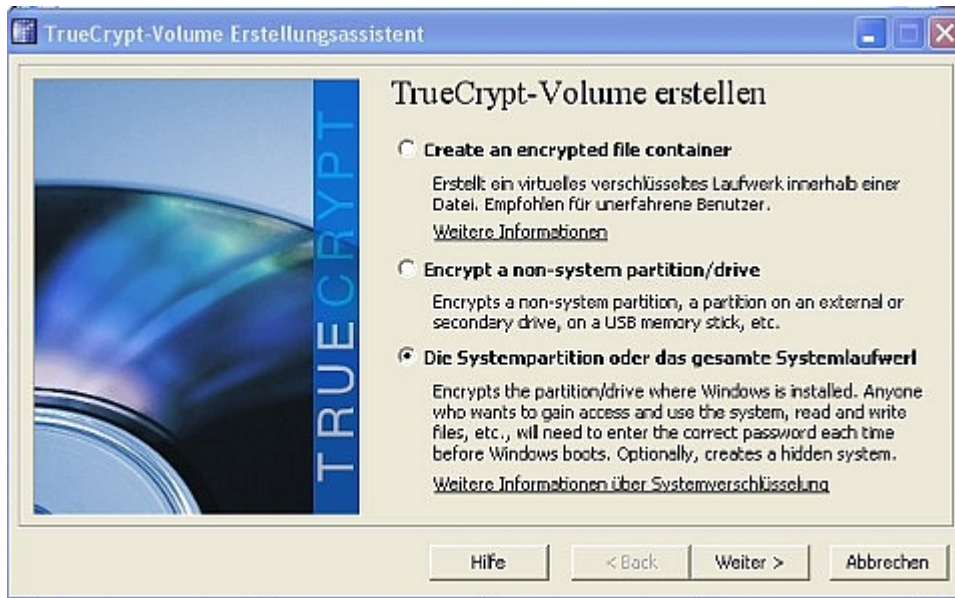 TrueCrypt-Volume Erstellungsassistent
TRUECRYPT
TrueCrypt-Volume erstellen
Create an encrypted file container
Erstellt ein virtuelles verschlüsseltes Laufwerk innerhalb einer
Datei. Empfohlen für unerfahrene Benutzer.
Weitere Informationen
Encrypt a non-system partition/drive
Encrypts a non-system partition, a partition on an external or
secondary drive, on a USB memory stick, etc.
Die Systempartition oder das gesamte Systemlaufwerl
Encrypts the partition/drive where Windows is installed. Anyone
who wants to gain access and use the system, read and write
files, etc., will need to enter the correct password each time
before Windows boots. Optionally, creates a hidden system.
Weitere Informationen über Systemverschlüsselung
Hilfe
< Back
Weiter >
Abbrechen